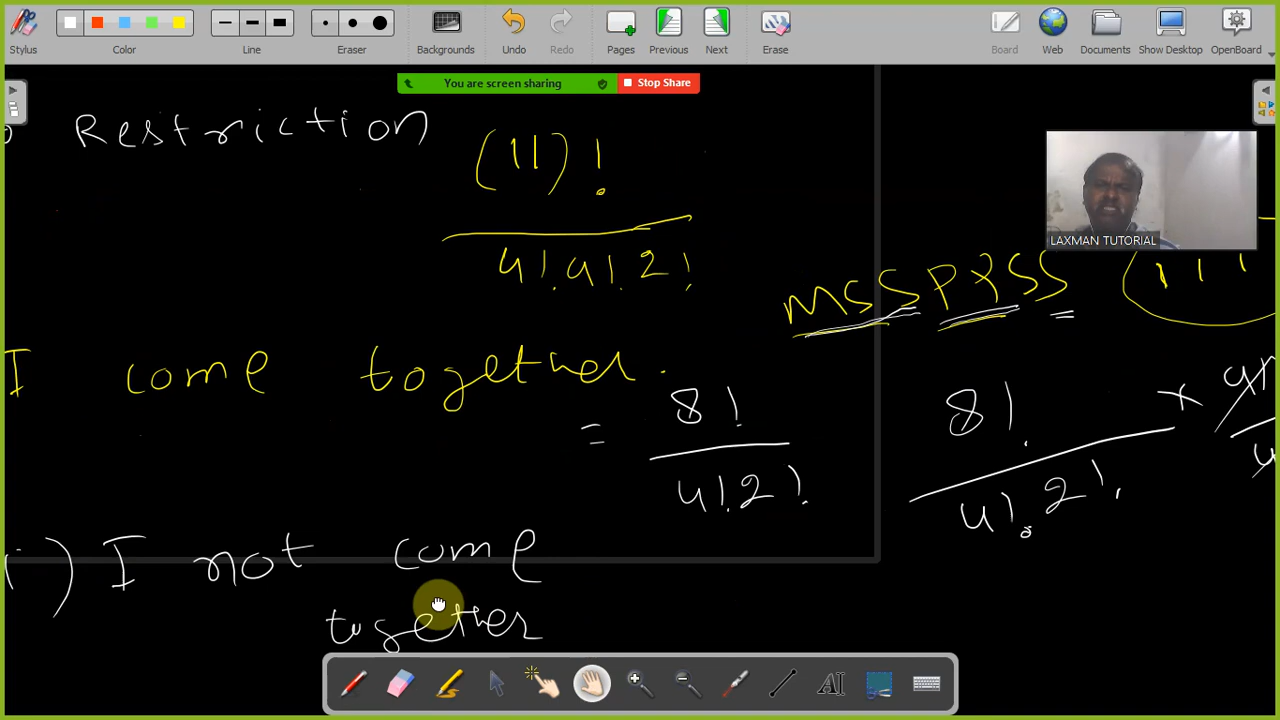 Stylus
Color
Line
Eraser
Backgrounds
Undo
Redo
Pages
Previous
Next
Erase
Board
Web
Documents
Show Desktop
OpenBoard
You are screen sharing
Stop Share
Restriction
(11)!
4!.4!.2!
LAXMAN TUTORIAL
MSSPXSS
I come together.
= 8!
4!.2!
8! ×
4!.2!.
) I not come
together
AI